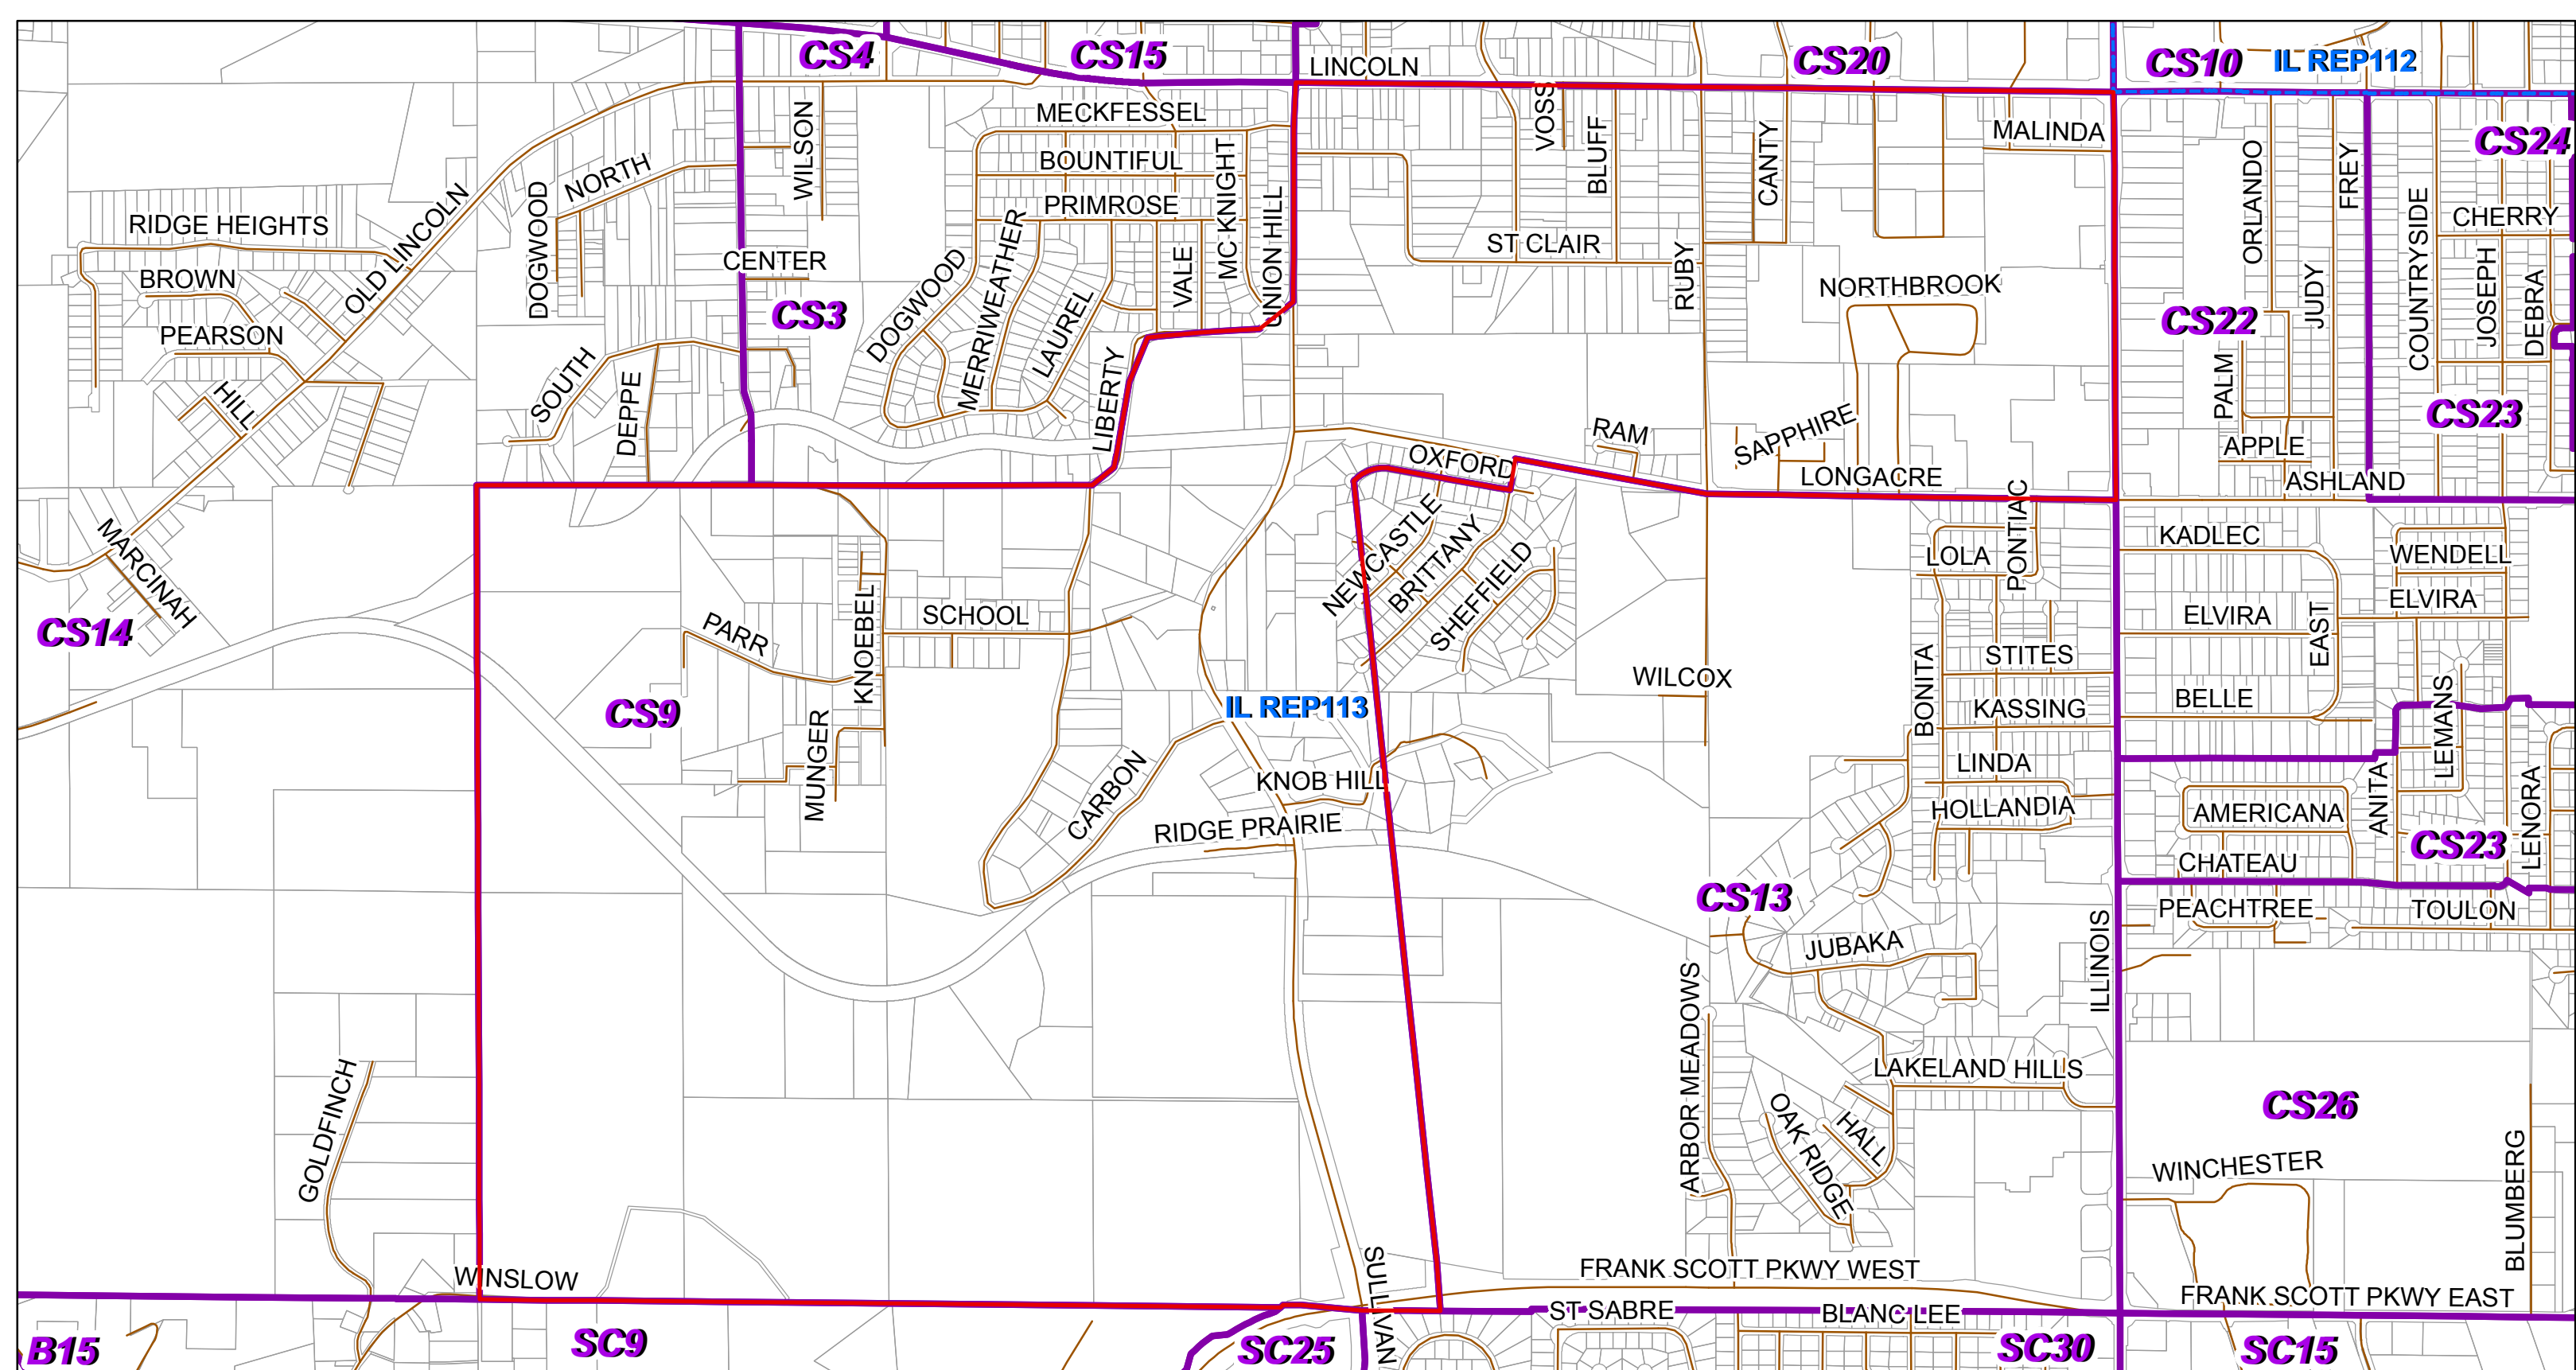 CS4
CS15
LINCOLN
CS20
CS10
IL REP112
MECKFESSEL
WILSON
VOSS
BLUFF
CANTY
MALINDA
ORLANDO
FREY
CS24
BOUNTIFUL
MC KNIGHT
NORTH
DOGWOOD
PRIMROSE
UNION HILL
RIDGE HEIGHTS
OLD LINCOLN
MERRIWEATHER
ST CLAIR
RUBY
COUNTRYSIDE
CHERRY
CENTER
DOGWOOD
VALE
JUDY
JOSEPH
DEBRA
BROWN
CS3
LAUREL
NORTHBROOK
CS22
PEARSON
LIBERTY
PALM
CS23
HILL
SOUTH
DEPPE
OXFORD
RAM
SAPPHIRE
LONGACRE
APPLE
ASHLAND
MARCINAH
NEWCASTLE
BRITTANY
SHEFFIELD
LOLA
PONTIAC
KADLEC
WENDELL
CS14
PARR
KNOEBEL
SCHOOL
ELVIRA
EAST
ELVIRA
STITES
WILCOX
BONITA
CS9
IL REP113
KASSING
BELLE
LEMANS
MUNGER
CARBON
KNOB HILL
LINDA
HOLLANDIA
RIDGE PRAIRIE
AMERICANA
ANITA
CS23
LENORA
CHATEAU
CS13
PEACHTREE
TOULON
JUBAKA
ILLINOIS
ARBOR MEADOWS
LAKELAND HILLS
GOLDFINCH
OAK RIDGE
HALL
CS26
WINCHESTER
BLUMBERG
WINSLOW
SULLIVAN
FRANK SCOTT PKWY WEST
FRANK SCOTT PKWY EAST
ST SABRE
BLANC LEE
B15
SC9
SC25
SC30
SC15